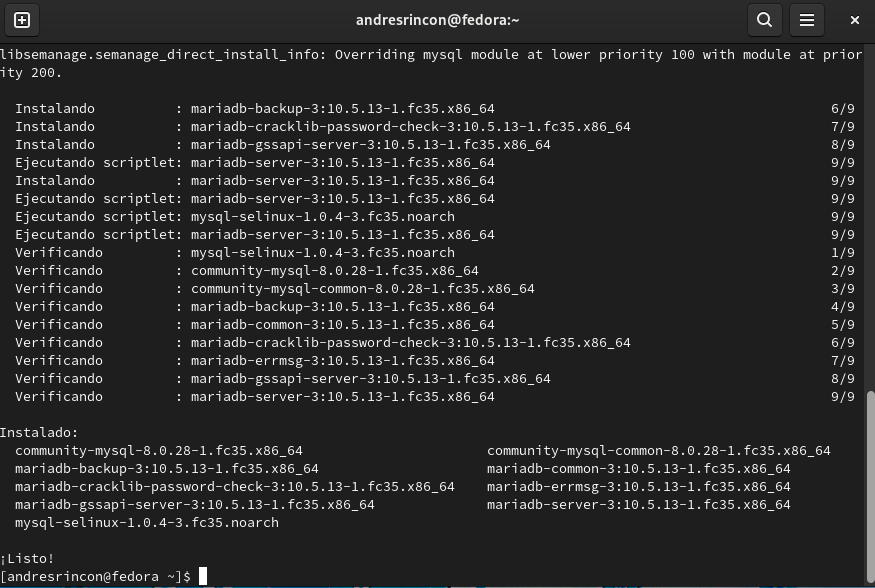 andresrincon@fedora:~
libsemanage.semanage_direct_install_info: Overriding mysql module at lower priority 100 with module at prior
ity 200.
Instalando : mariadb-backup-3:10.5.13-1.fc35.x86_64 6/9
Instalando : mariadb-cracklib-password-check-3:10.5.13-1.fc35.x86_64 7/9
Instalando : mariadb-gssapi-server-3:10.5.13-1.fc35.x86_64 8/9
Ejecutando scriptlet: mariadb-server-3:10.5.13-1.fc35.x86_64 9/9
Instalando : mariadb-server-3:10.5.13-1.fc35.x86_64 9/9
Ejecutando scriptlet: mariadb-server-3:10.5.13-1.fc35.x86_64 9/9
Ejecutando scriptlet: mysql-selinux-1.0.4-3.fc35.noarch 9/9
Ejecutando scriptlet: mariadb-server-3:10.5.13-1.fc35.x86_64 9/9
Verificando : mysql-selinux-1.0.4-3.fc35.noarch 1/9
Verificando : community-mysql-8.0.28-1.fc35.x86_64 2/9
Verificando : community-mysql-common-8.0.28-1.fc35.x86_64 3/9
Verificando : mariadb-backup-3:10.5.13-1.fc35.x86_64 4/9
Verificando : mariadb-common-3:10.5.13-1.fc35.x86_64 5/9
Verificando : mariadb-cracklib-password-check-3:10.5.13-1.fc35.x86_64 6/9
Verificando : mariadb-errmsg-3:10.5.13-1.fc35.x86_64 7/9
Verificando : mariadb-gssapi-server-3:10.5.13-1.fc35.x86_64 8/9
Verificando : mariadb-server-3:10.5.13-1.fc35.x86_64 9/9
Instalado:
community-mysql-8.0.28-1.fc35.x86_64 community-mysql-common-8.0.28-1.fc35.x86_64
mariadb-backup-3:10.5.13-1.fc35.x86_64 mariadb-common-3:10.5.13-1.fc35.x86_64
mariadb-cracklib-password-check-3:10.5.13-1.fc35.x86_64 mariadb-errmsg-3:10.5.13-1.fc35.x86_64
mariadb-gssapi-server-3:10.5.13-1.fc35.x86_64 mariadb-server-3:10.5.13-1.fc35.x86_64
mysql-selinux-1.0.4-3.fc35.noarch
¡Listo!
[andresrincon@fedora ~]$